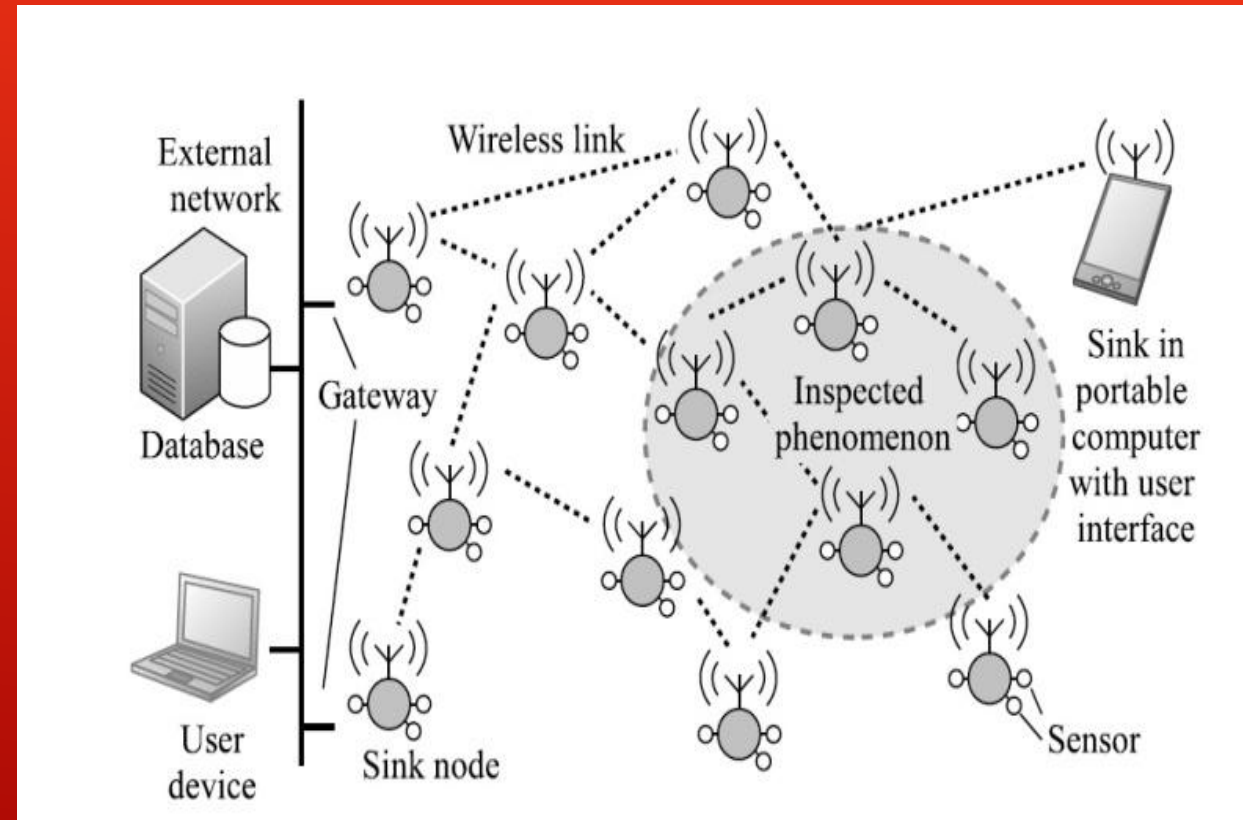 External
network
Wireless link
Gateway
Database
Inspected
phenomenon
Sink in
portable
computer
with user
interface
User
device
Sink node
Sensor